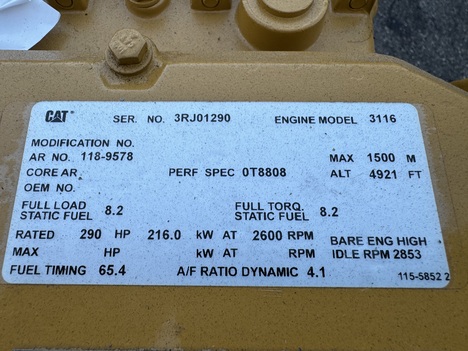 CAT SER. NO. 3RJ01290 ENGINE MODEL 3116
MODIFICATION NO.
AR NO. 118-9578 MAX 1500 M
CORE AR. PERF SPEC 0T8808 ALT 4921 FT
OEM NO.
FULL LOAD STATIC FUEL 8.2 FULL TORQ. STATIC FUEL 8.2
RATED 290 HP 216.0 kW AT 2600 RPM BARE ENG HIGH
MAX HP kW AT RPM IDLE RPM 2853
FUEL TIMING 65.4 A/F RATIO DYNAMIC 4.1 115-5852 2